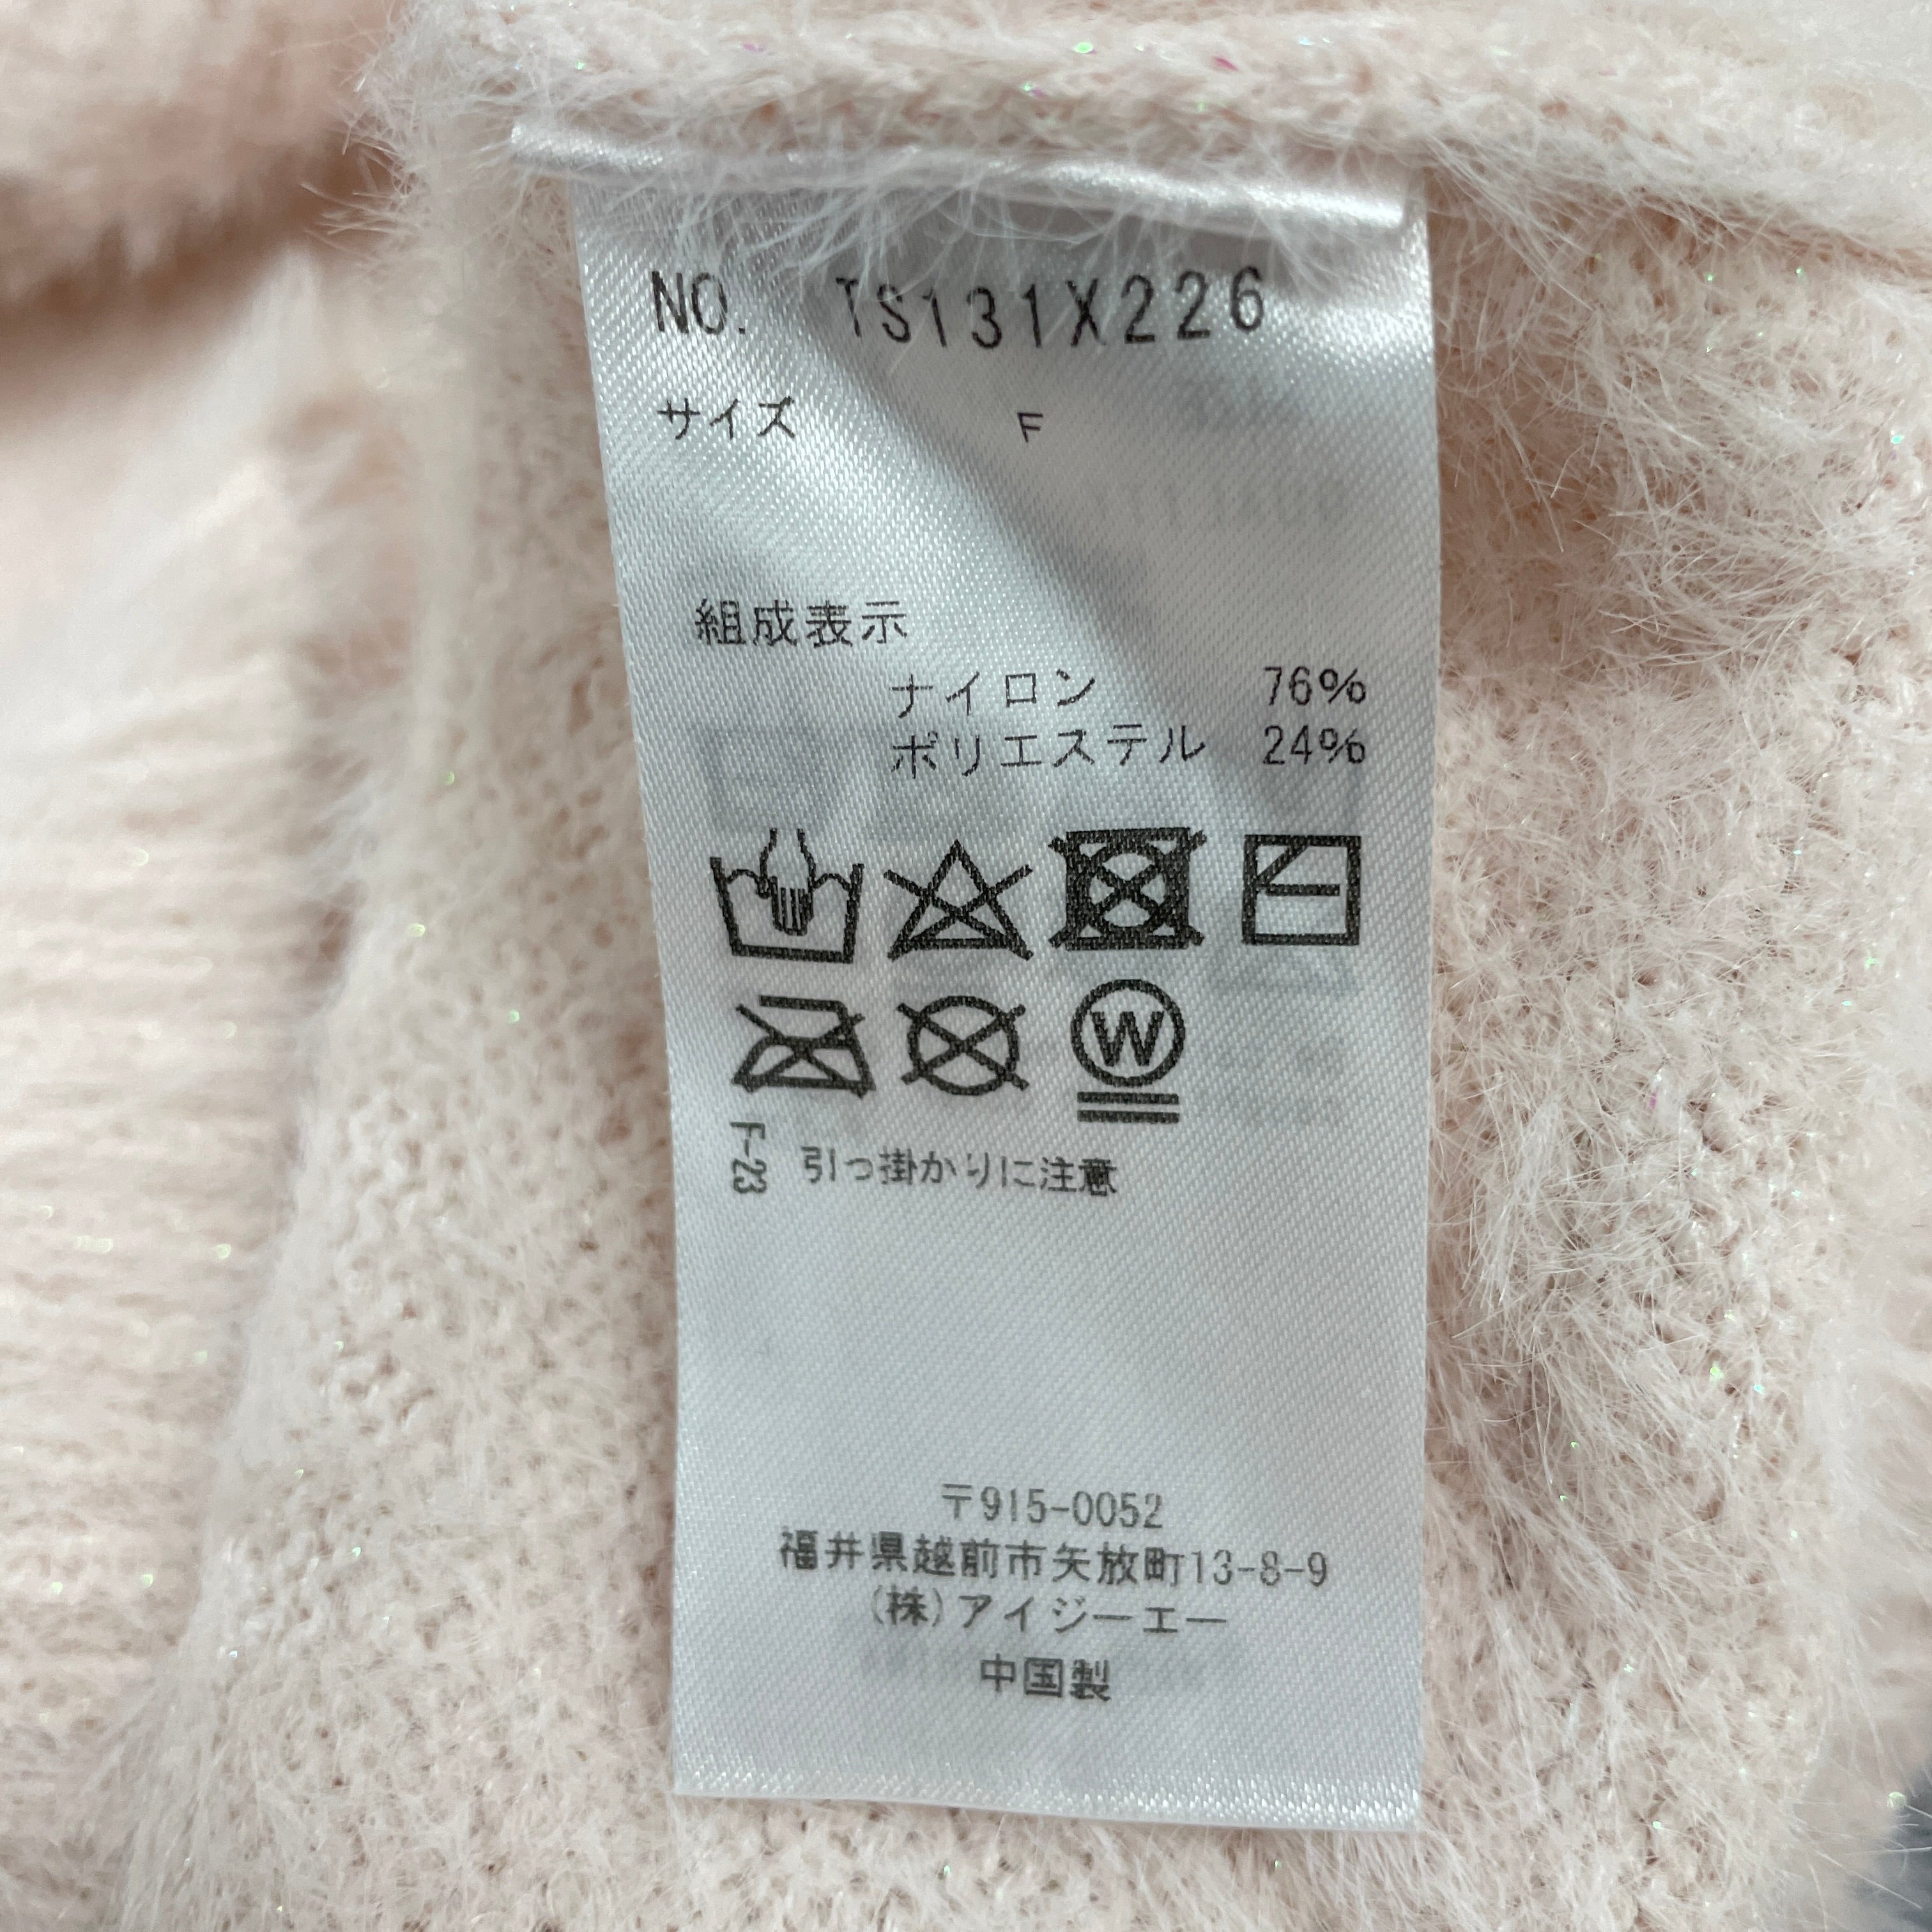 NO. TS131X226
サイズ F
組成表示
ナイロン 76%
ポリエステル 24%
W
F-23 引っ掛かりに注意
〒915-0052
福井県越前市矢放町13-8-9
(株)アイジーエー
中国製